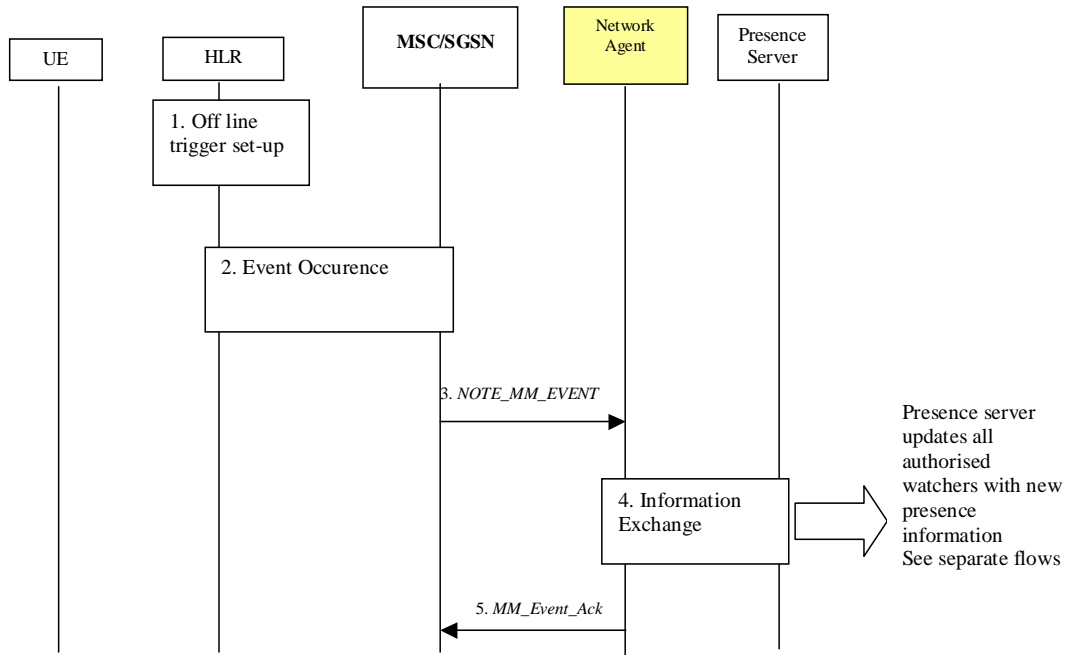 UE
HLR
MSC/SGSN
Network
Agent
Presence
Server
1. Off line
trigger set-up
2. Event Occurence
3. NOTE_MM_EVENT
4. Information
Exchange
Presence server
updates all
authorised
watchers with new
presence
information
See separate flows
5. MM_Event_Ack